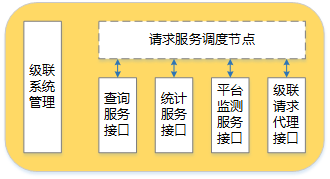 级联
系统
管理
请求服务调度节点
查询
服务
接口
统计
服务
接口
平台
监测
服务
接口
级联
请求
代理
接口